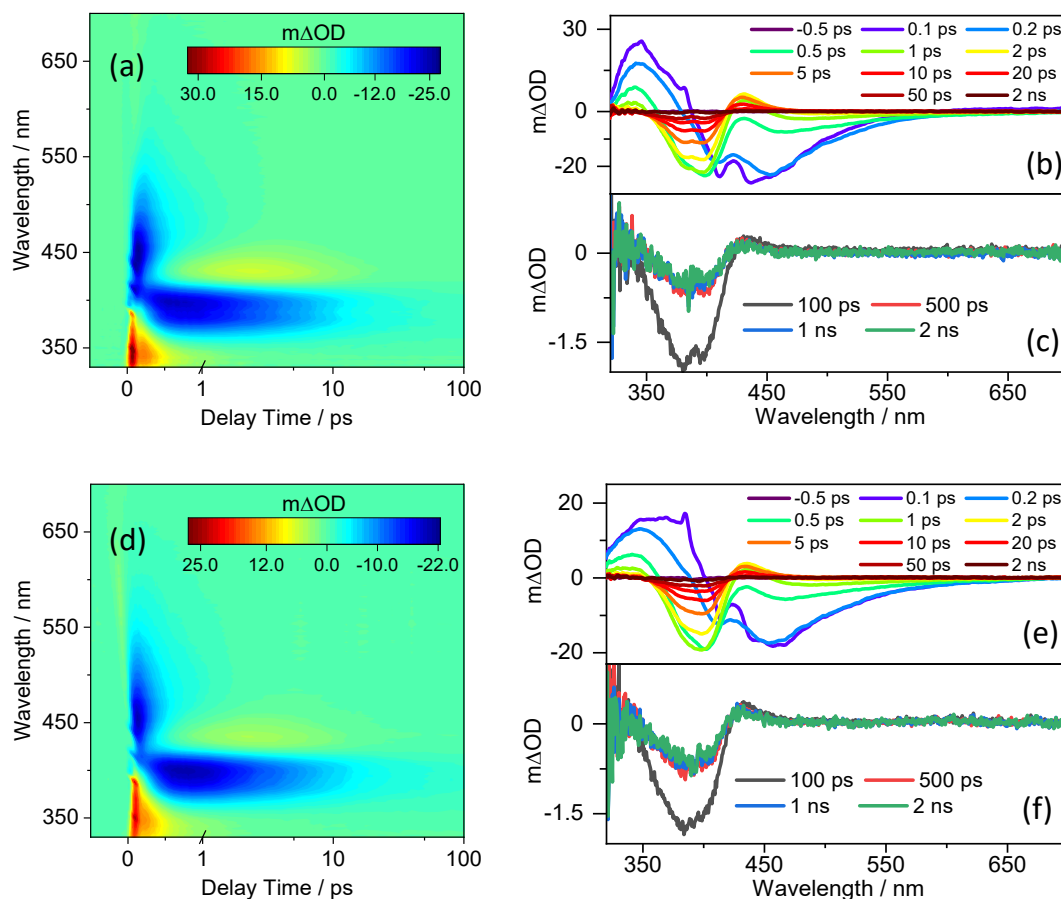 (a)
mΔOD
30.0 15.0 0.0 -12.0 -25.0
650
550
450
350
Wavelength / nm
0 1 10 100
Delay Time / ps
(b)
30
0
-20
mΔOD
-0.5 ps 0.1 ps 0.2 ps
0.5 ps 1 ps 2 ps
5 ps 10 ps 20 ps
50 ps 2 ns
(c)
0
-1.5
mΔOD
100 ps 500 ps
1 ns 2 ns
350 450 550 650
Wavelength / nm
(d)
mΔOD
25.0 12.0 0.0 -10.0 -22.0
650
550
450
350
Wavelength / nm
0 1 10 100
Delay Time / ps
(e)
20
0
-20
mΔOD
-0.5 ps 0.1 ps 0.2 ps
0.5 ps 1 ps 2 ps
5 ps 10 ps 20 ps
50 ps 2 ns
(f)
0
-1.5
mΔOD
100 ps 500 ps
1 ns 2 ns
350 450 550 650
Wavelength / nm